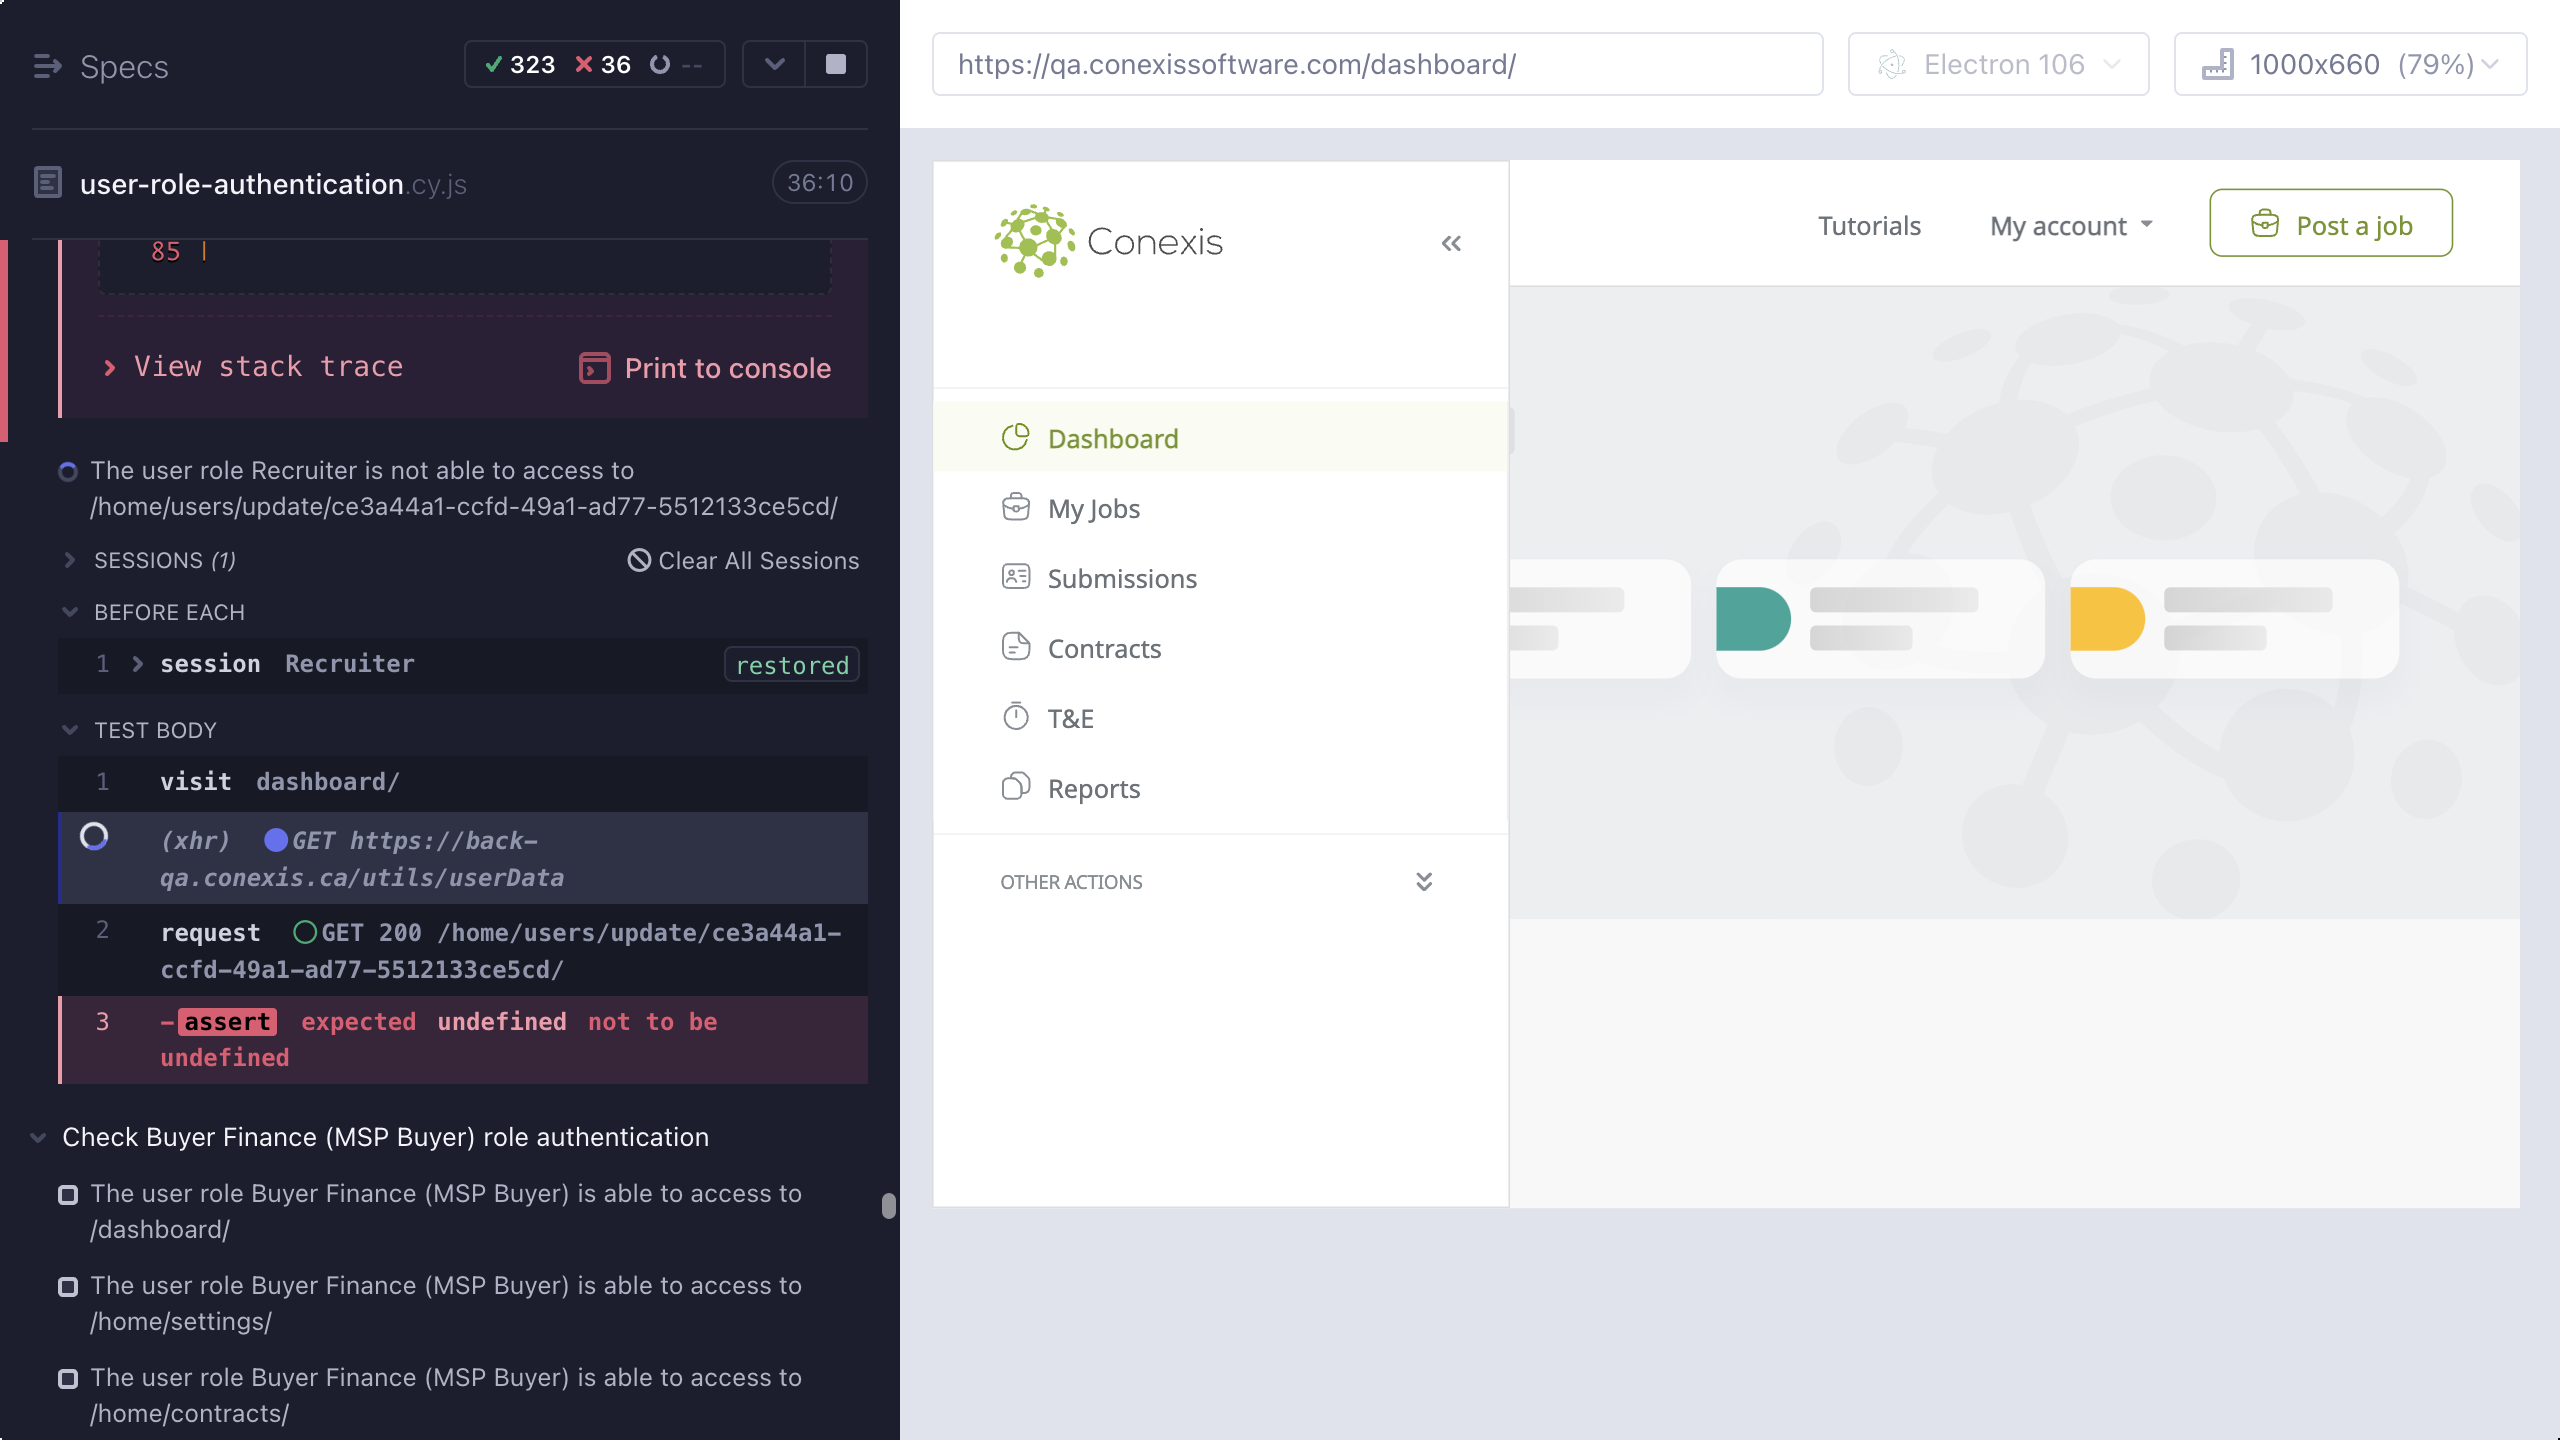 Specs
323 36 --
user-role-authentication.cy.js
36:10
85 |
View stack trace
Print to console
The user role Recruiter is not able to access to
/home/users/update/ce3a44a1-ccfd-49a1-ad77-5512133ce5cd/
SESSIONS (1)
Clear All Sessions
BEFORE EACH
1 session Recruiter restored
TEST BODY
1 visit dashboard/
(xhr) GET https://back-
qa.conexis.ca/utils/userData
2 request GET 200 /home/users/update/ce3a44a1-
ccfd-49a1-ad77-5512133ce5cd/
3 -assert expected undefined not to be
undefined
Check Buyer Finance (MSP Buyer) role authentication
The user role Buyer Finance (MSP Buyer) is able to access to
/dashboard/
The user role Buyer Finance (MSP Buyer) is able to access to
/home/settings/
The user role Buyer Finance (MSP Buyer) is able to access to
/home/contracts/
https://qa.conexissoftware.com/dashboard/
Electron 106
1000x660 (79%)
Conexis
Tutorials
My account
Post a job
Dashboard
My Jobs
Submissions
Contracts
T&E
Reports
OTHER ACTIONS